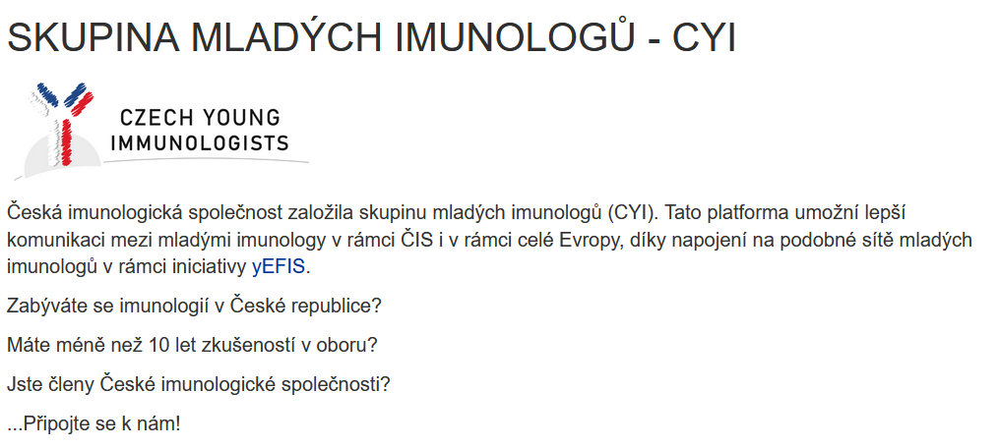 SKUPINA MLADÝCH IMUNOLOGŮ - CYI
CZECH YOUNG
IMMUNOLOGISTS
Česká imunologická společnost založila skupinu mladých imunologů (CYI). Tato platforma umožní lepší
komunikaci mezi mladými imunology v rámci ČIS i v rámci celé Evropy, díky napojení na podobné sítě mladých
imunologů v rámci iniciativy yEFIS.
Zabýváte se imunologií v České republice?
Máte méně než 10 let zkušeností v oboru?
Jste členy České imunologické společnosti?
...Připojte se k nám!